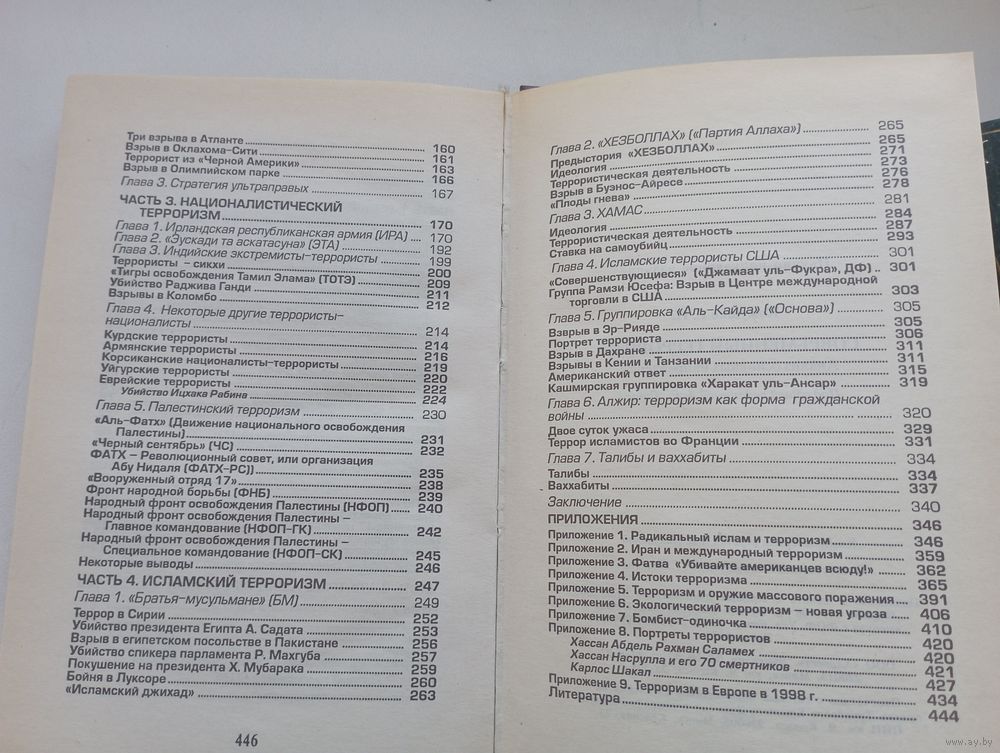 Три взрыва в Атланте 160
Взрыв в Оклахома-Сити 161
Террорист из «Черной Америки» 163
Взрыв в Олимпийском парке 166
Глава 3. Стратегия ультраправых 167
ЧАСТЬ 3. НАЦИОНАЛИСТИЧЕСКИЙ
ТЕРРОРИЗМ 170
Глава 1. Ирландская республиканская армия (ИРА) 170
Глава 2. «Эускади та аскатасуна» (ЭТА) 192
Глава 3. Индийские экстремисты-террористы 199
Террористы – сикхи 200
«Тигры освобождения Тамил Элама» (ТОТЭ) 209
Убийство Раджива Ганди 211
Взрывы в Коломбо 212
Глава 4. Некоторые другие террористы-
националисты 214
Курдские террористы 214
Армянские террористы 216
Корсиканские националисты-террористы 219
Уйгурские террористы 220
Еврейские террористы 222
Убийство Ицхака Рабина 224
Глава 5. Палестинский терроризм 230
«Аль-Фатх» (Движение национального освобождения
Палестины) 231
«Черный сентябрь» (ЧС) 232
ФАТХ – Революционный совет, или организация
Абу Нидаля (ФАТХ-РС)) 235
«Вооруженный отряд 17» 238
Фронт народной борьбы (ФНБ) 239
Народный фронт освобождения Палестины (НФОП) 240
Народный фронт освобождения Палестины –
Главное командование (НФОП-ГК) 242
Народный фронт освобождения Палестины –
Специальное командование (НФОП-СК) 245
Некоторые выводы 246
ЧАСТЬ 4. ИСЛАМСКИЙ ТЕРРОРИЗМ 247
Глава 1. «Братья-мусульмане» (БМ) 249
Террор в Сирии 252
Убийство президента Египта А. Садата 253
Взрыв в египетском посольстве в Пакистане 256
Убийство спикера парламента Р. Махгуба 257
Покушение на президента Х. Мубарака 259
Бойня в Луксоре 260
«Исламский джихад» 263
446
Глава 2. «ХЕЗБОЛЛАХ» («Партия Аллаха») 265
Предыстория «ХЕЗБОЛЛАХ» 265
Идеология 271
Террористическая деятельность 273
Взрыв в Буэнос-Айресе 276
«Плоды гнева» 278
Глава 3. ХАМАС 281
Идеология 284
Террористическая деятельность 287
Ставка на самоубийц 293
Глава 4. Исламские террористы США 301
«Совершенствующиеся» («Джамаат уль-Фукра», ДФ) 301
Группа Рамзи Юсефа: Взрыв в Центре международной
торговли в США 303
Глава 5. Группировка «Аль-Кайда» («Основа») 305
Взврыв в Эр-Рияде 305
Портрет террориста 306
Взрыв в Дахране 311
Взрывы в Кении и Танзании 311
Американский ответ 315
Кашмирская группировка «Харакат уль-Ансар» 319
Глава 6. Алжир: терроризм как форма гражданской
войны 320
Двое суток ужаса 329
Террор исламистов во Франции 331
Глава 7. Талибы и ваххабиты 334
Талибы 334
Ваххабиты 337
Заключение 340
ПРИЛОЖЕНИЯ 346
Приложение 1. Радикальный ислам и терроризм 346
Приложение 2. Иран и международный терроризм 359
Приложение 3. Фатва «Убивайте американцев всюду!» 362
Приложение 4. Истоки терроризма 365
Приложение 5. Терроризм и оружие массового поражения 391
Приложение 6. Экологический терроризм – новая угроза 406
Приложение 7. Бомбист-одиночка 410
Приложение 8. Портреты террористов 420
Хассан Абдель Рахман Саламех 420
Хассан Насрулла и его 70 смертников 421
Карлос Шакал 427
Приложение 9. Терроризм в Европе в 1998 г. 434
Литература 444
www.ay.by